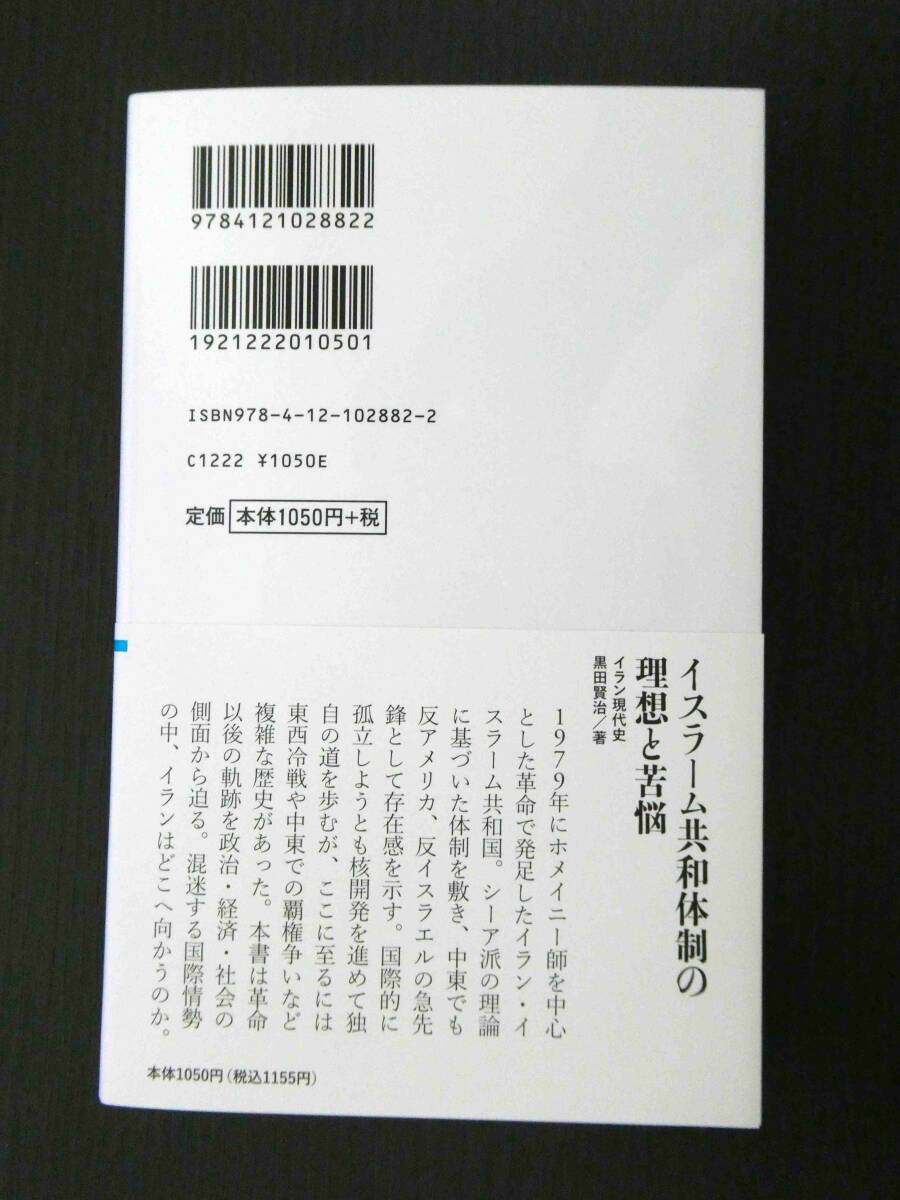 9784121028822
1921222010501
ISBN978-4-12-102882-2
C1222 ¥1050E
定価 本体1050円+税
イスラーム共和体制の
理想と苦悩
イラン現代史
黒田賢治/著
1979年にホメイニー師を中心
とした革命で発足したイラン・イ
スラーム共和国。シーア派の理論
に基づいた体制を敷き、中東でも
反アメリカ、反イスラエルの急先
鋒として存在感を示す。国際的に
孤立しようとも核開発を進めて独
自の道を歩むが、ここに至るには
東西冷戦や中東での覇権争いなど
複雑な歴史があった。本書は革命
以後の軌跡を政治・経済・社会の
側面から迫る。混迷する国際情勢
の中、イランはどこへ向かうのか。
本体1050円(税込1155円)